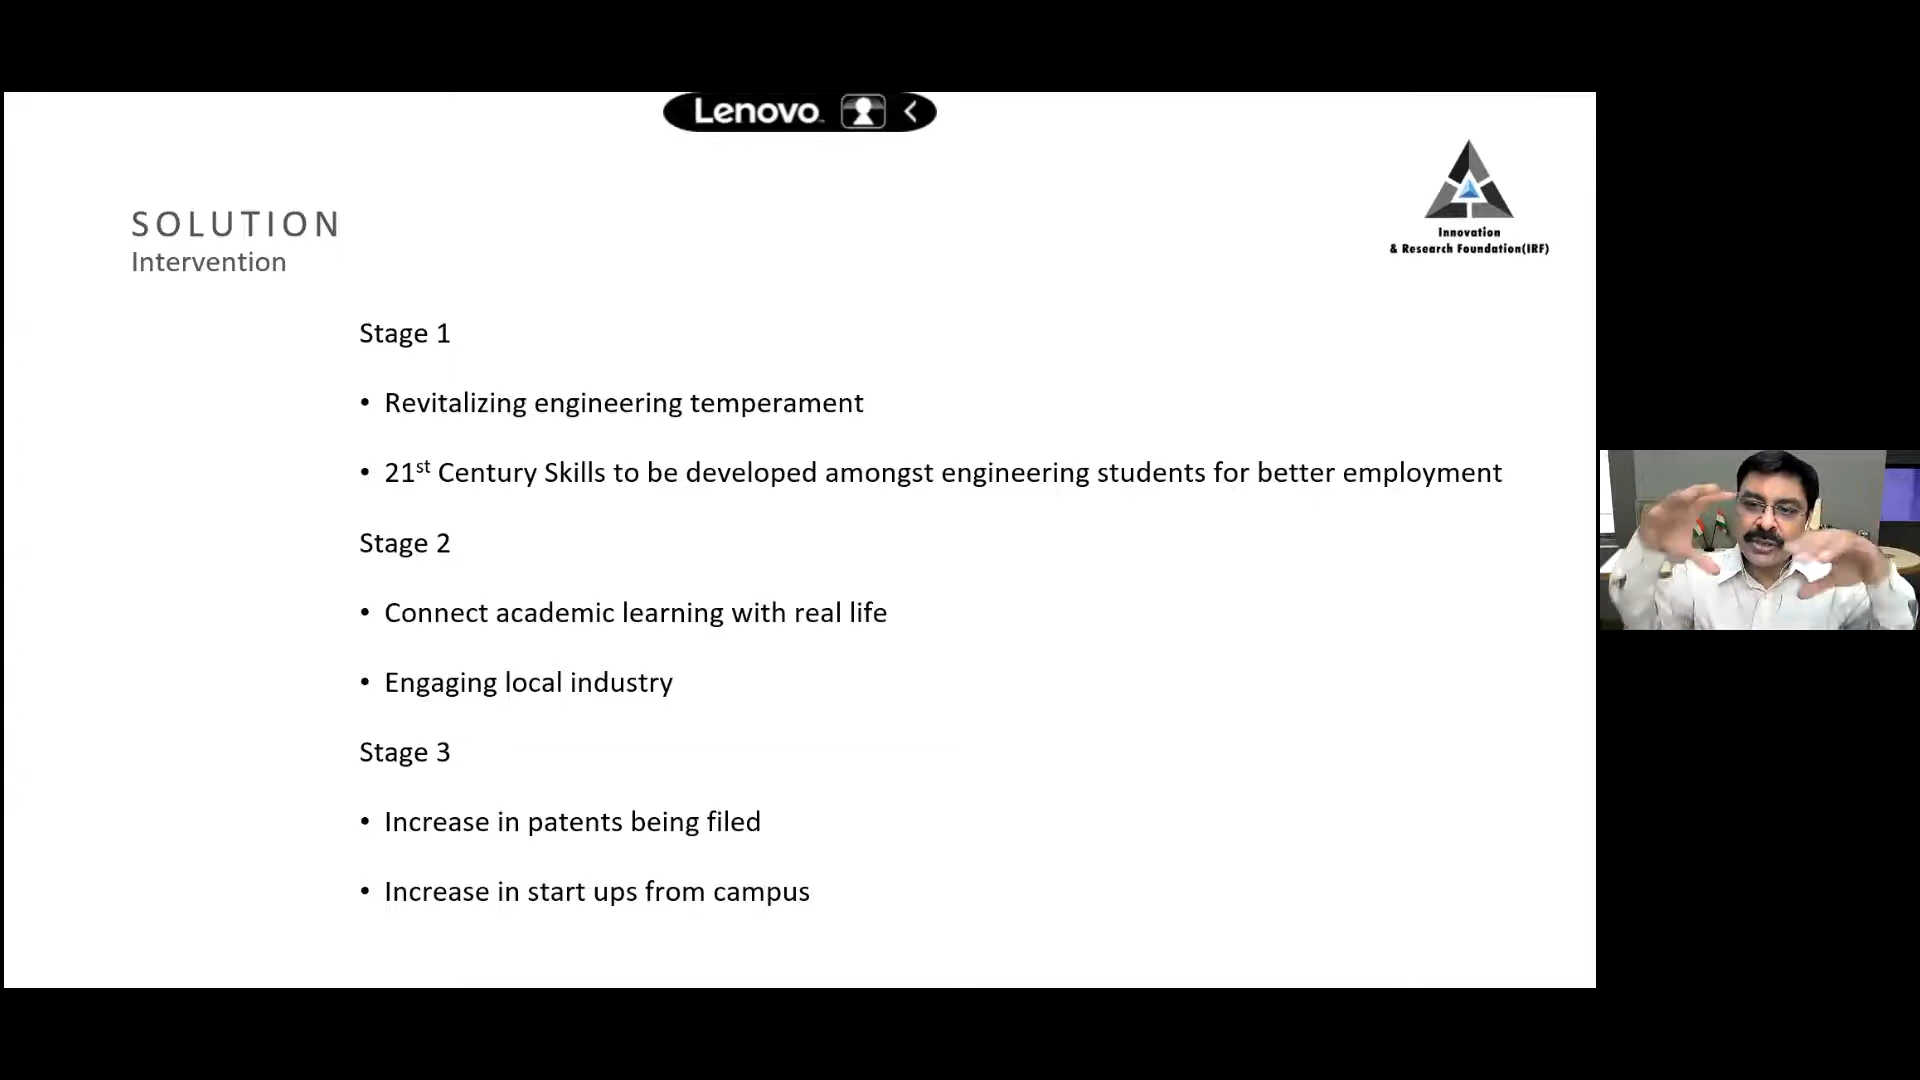 Lenovo
Innovation
& Research Foundation(IRF)
SOLUTION
Intervention
Stage 1
• Revitalizing engineering temperament
• 21st Century Skills to be developed amongst engineering students for better employment
Stage 2
• Connect academic learning with real life
• Engaging local industry
Stage 3
• Increase in patents being filed
• Increase in start ups from campus